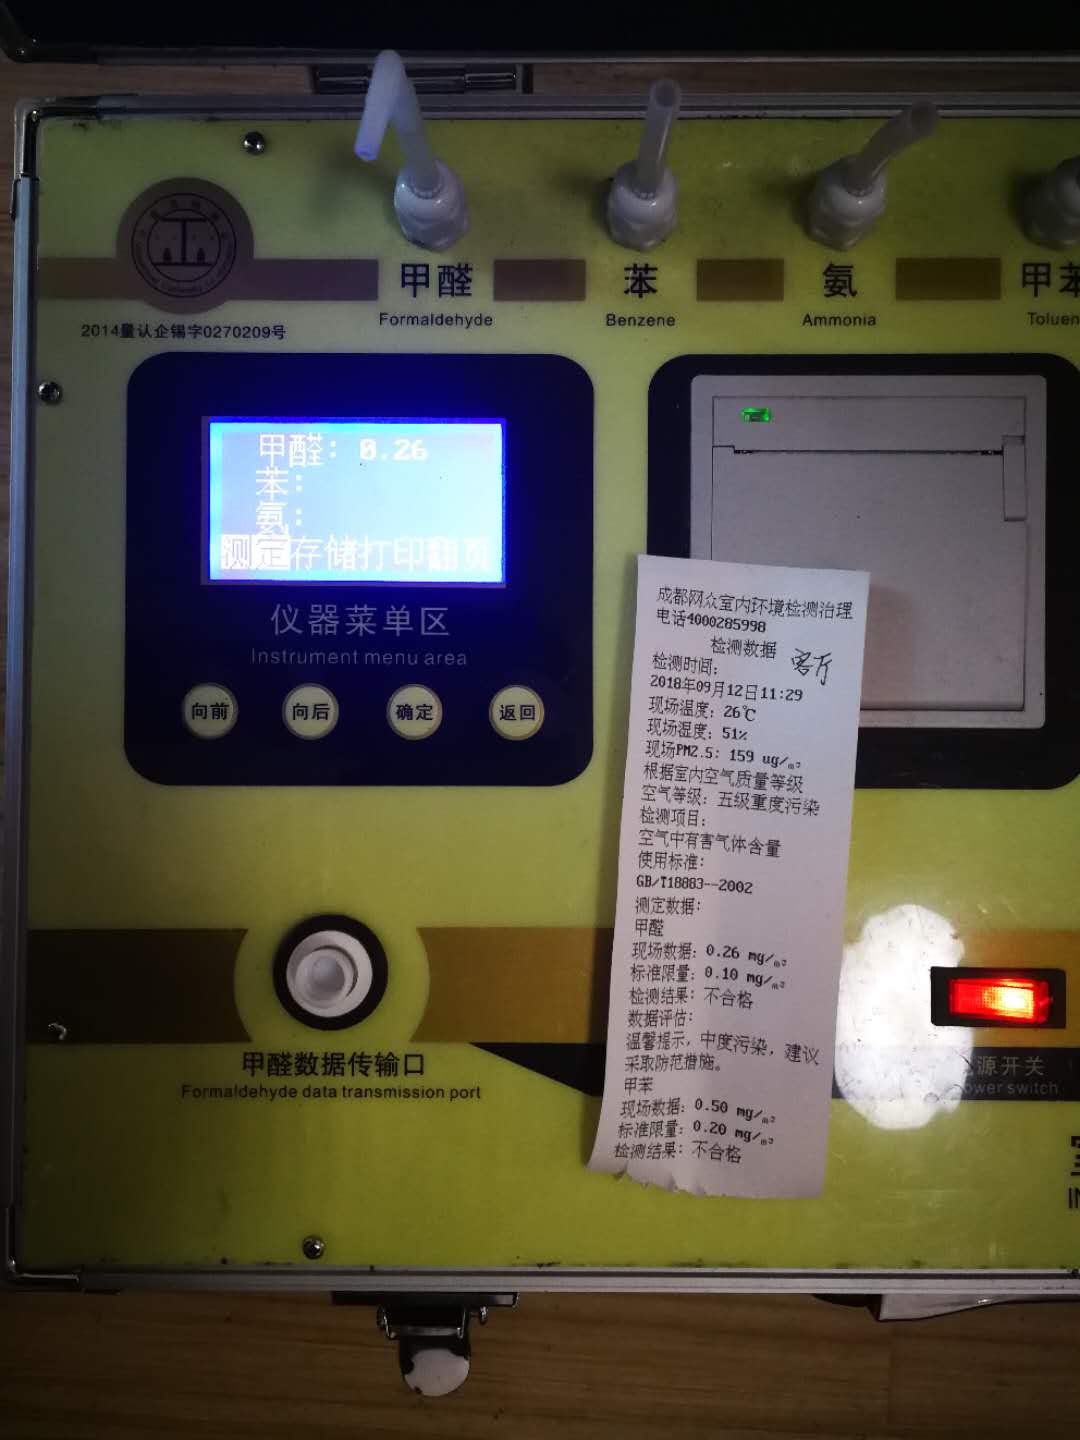 甲醛
苯
氨
甲苯
Formaldehyde
Benzene
Ammonia
Toluen
2014量认企锡字0270209号
甲醛: 0.26
苯:
氨:
测定存储打印翻页
仪器菜单区
Instrument menu area
向前
向后
确定
返回
成都网众室内环境检测治理
电话4000285998
检测数据
客厅
检测时间:
2018年09月12日11:29
现场温度: 26℃
现场湿度: 51%
现场PM2.5: 159 ug/m³
根据室内空气质量等级
空气等级: 五级重度污染
检测项目:
空气中有害气体含量
使用标准:
GB/T18883--2002
测定数据:
甲醛
现场数据: 0.26 mg/m³
标准限量: 0.10 mg/m³
检测结果: 不合格
数据评估:
温馨提示, 中度污染, 建议
采取防范措施。
甲苯
现场数据: 0.50 mg/m³
标准限量: 0.20 mg/m³
检测结果: 不合格
甲醛数据传输口
Formaldehyde data transmission port
源开关
ower switch
IN